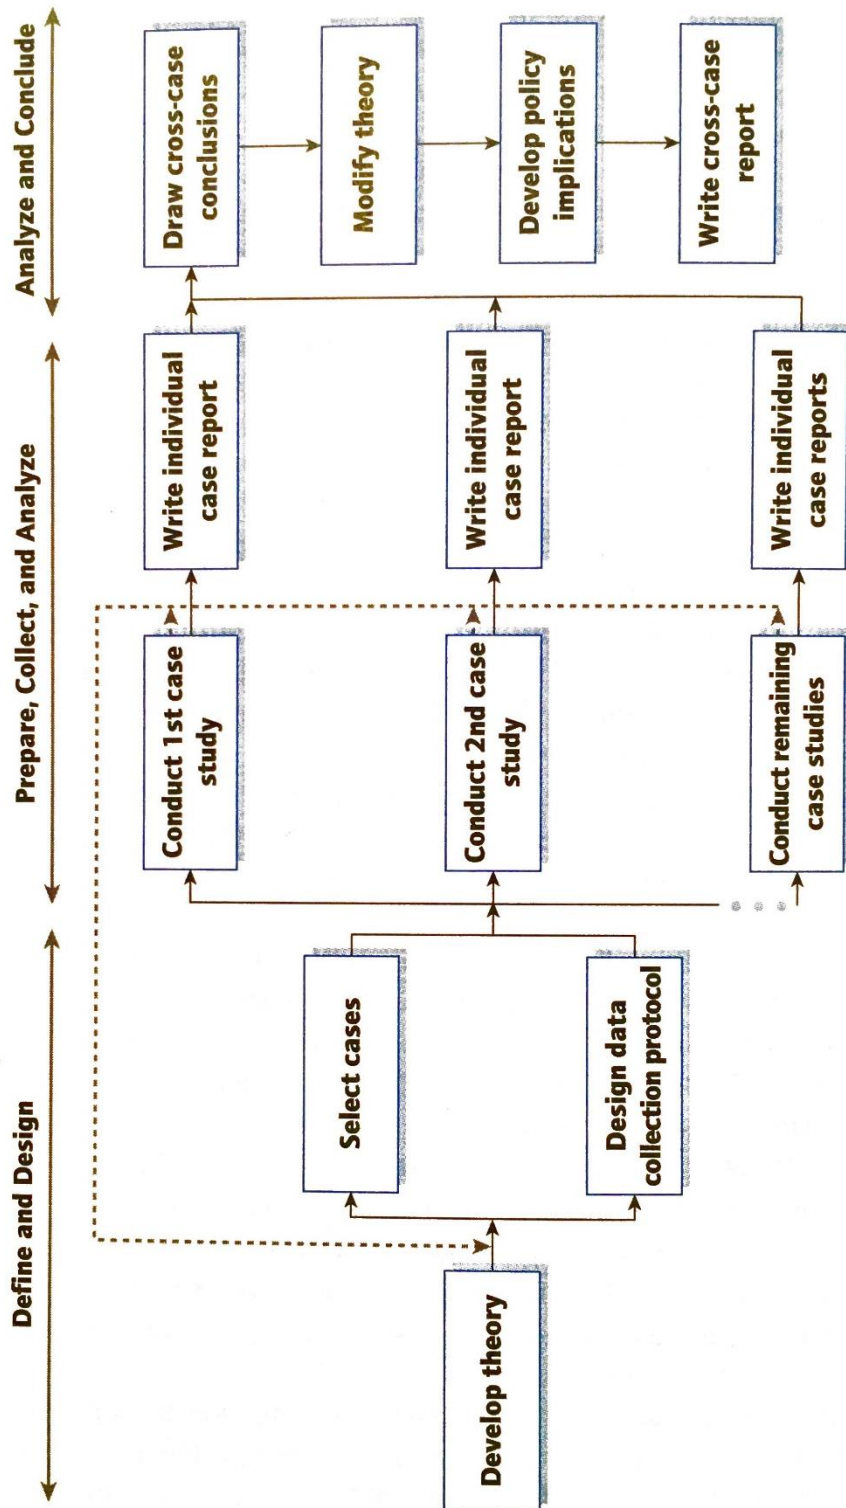 Define and Design
Prepare, Collect, and Analyze
Analyze and Conclude
Develop theory
Select cases
Design data
collection protocol
Conduct 1st case
study
Conduct 2nd case
study
Conduct remaining
case studies
Write individual
case report
Write individual
case report
Write individual
case reports
Draw cross-case
conclusions
Modify theory
Develop policy
implications
Write cross-case
report